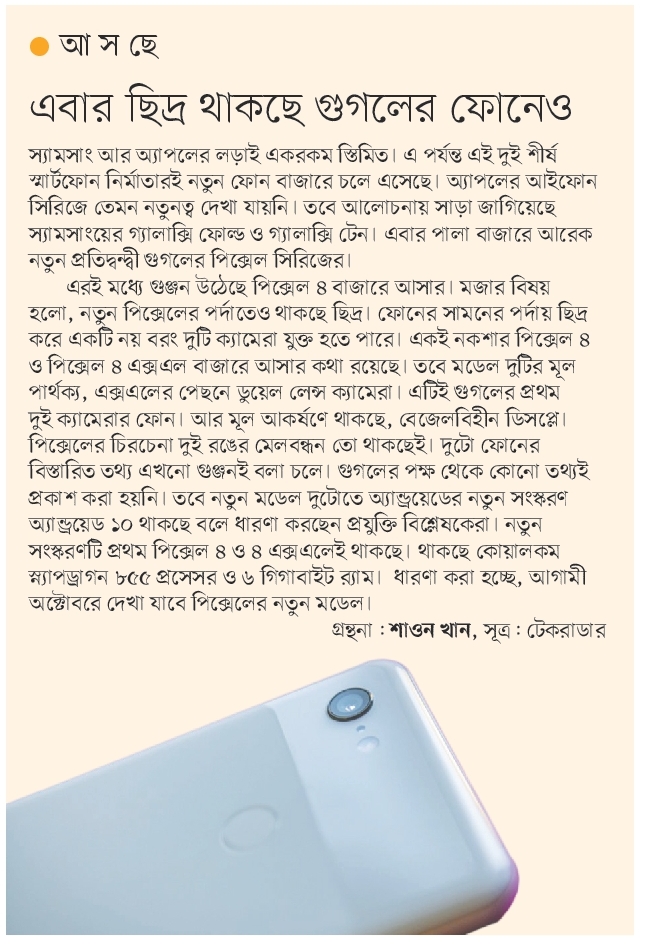 আ স ছে
এবার ছিদ্র থাকছে গুগলের ফোনেও
স্যামসাং আর অ্যাপলের লড়াই একরকম স্তিমিত। এ পর্যন্ত এই দুই শীর্ষ
স্মার্টফোন নির্মাতারই নতুন ফোন বাজারে চলে এসেছে। অ্যাপলের আইফোন
সিরিজে তেমন নতুনত্ব দেখা যায়নি। তবে আলোচনায় সাড়া জাগিয়েছে
স্যামসাংয়ের গ্যালাক্সি ফোল্ড ও গ্যালাক্সি টেন। এবার পালা বাজারে আরেক
নতুন প্রতিদ্বন্দ্বী গুগলের পিক্সেল সিরিজের।
এরই মধ্যে গুঞ্জন উঠেছে পিক্সেল ৪ বাজারে আসার। মজার বিষয়
হলো, নতুন পিক্সেলের পর্দাতেও থাকছে ছিদ্র। ফোনের সামনের পর্দায় ছিদ্র
করে একটি নয় বরং দুটি ক্যামেরা যুক্ত হতে পারে। একই নকশার পিক্সেল ৪
ও পিক্সেল ৪ এক্সএল বাজারে আসার কথা রয়েছে। তবে মডেল দুটির মূল
পার্থক্য, এক্সএলের পেছনে ডুয়েল লেন্স ক্যামেরা। এটিই গুগলের প্রথম
দুই ক্যামেরার ফোন। আর মূল আকর্ষণে থাকছে, বেজেলবিহীন ডিসপ্লে।
পিক্সেলের চিরচেনা দুই রঙের মেলবন্ধন তো থাকছেই। দুটো ফোনের
বিস্তারিত তথ্য এখনো গুঞ্জনই বলা চলে। গুগলের পক্ষ থেকে কোনো তথ্যই
প্রকাশ করা হয়নি। তবে নতুন মডেল দুটোতে অ্যান্ড্রয়েডের নতুন সংস্করণ
অ্যান্ড্রয়েড ১০ থাকছে বলে ধারণা করছেন প্রযুক্তি বিশ্লেষকেরা। নতুন
সংস্করণটি প্রথম পিক্সেল ৪ ও ৪ এক্সএলেই থাকছে। থাকছে কোয়ালকম
স্ন্যাপড্রাগন ৮৫৫ প্রসেসর ও ৬ গিগাবাইট র‍্যাম। ধারণা করা হচ্ছে, আগামী
অক্টোবরে দেখা যাবে পিক্সেলের নতুন মডেল।
গ্রন্থনা : শাওন খান, সূত্র : টেকরাডার